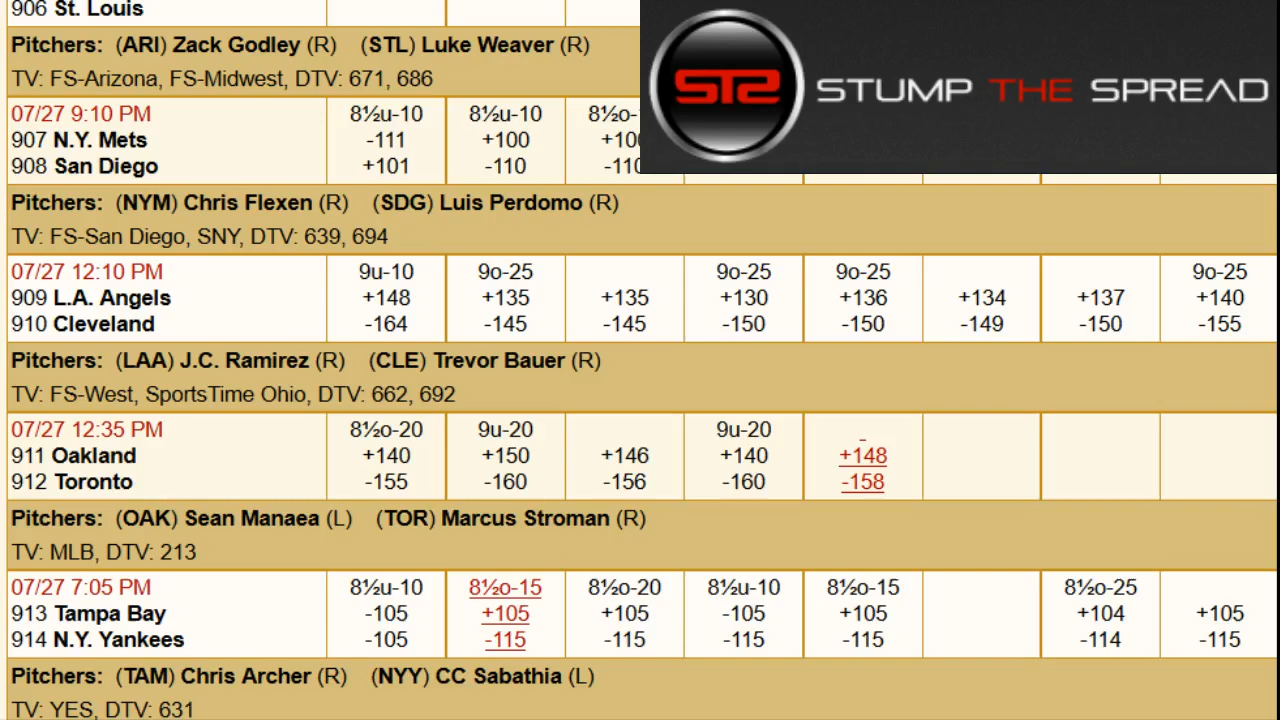 906 St. Louis
Pitchers: (ARI) Zack Godley (R) (STL) Luke Weaver (R)
TV: FS-Arizona, FS-Midwest, DTV: 671, 686
STS STUMP THE SPREAD
07/27 9:10 PM 8½u-10 8½u-10 8½o-
907 N.Y. Mets -111 +100 +100
908 San Diego +101 -110 -110
Pitchers: (NYM) Chris Flexen (R) (SDG) Luis Perdomo (R)
TV: FS-San Diego, SNY, DTV: 639, 694
07/27 12:10 PM 9u-10 9o-25 9o-25 9o-25 9o-25
909 L.A. Angels +148 +135 +135 +130 +136 +134 +137 +140
910 Cleveland -164 -145 -145 -150 -150 -149 -150 -155
Pitchers: (LAA) J.C. Ramirez (R) (CLE) Trevor Bauer (R)
TV: FS-West, SportsTime Ohio, DTV: 662, 692
07/27 12:35 PM 8½o-20 9u-20 9u-20 -
911 Oakland +140 +150 +146 +140 +148
912 Toronto -155 -160 -156 -160 -158
Pitchers: (OAK) Sean Manaea (L) (TOR) Marcus Stroman (R)
TV: MLB, DTV: 213
07/27 7:05 PM 8½u-10 8½o-15 8½o-20 8½u-10 8½o-15 8½o-25
913 Tampa Bay -105 +105 +105 -105 +105 +104 +105
914 N.Y. Yankees -105 -115 -115 -115 -115 -114 -115
Pitchers: (TAM) Chris Archer (R) (NYY) CC Sabathia (L)
TV: YES, DTV: 631